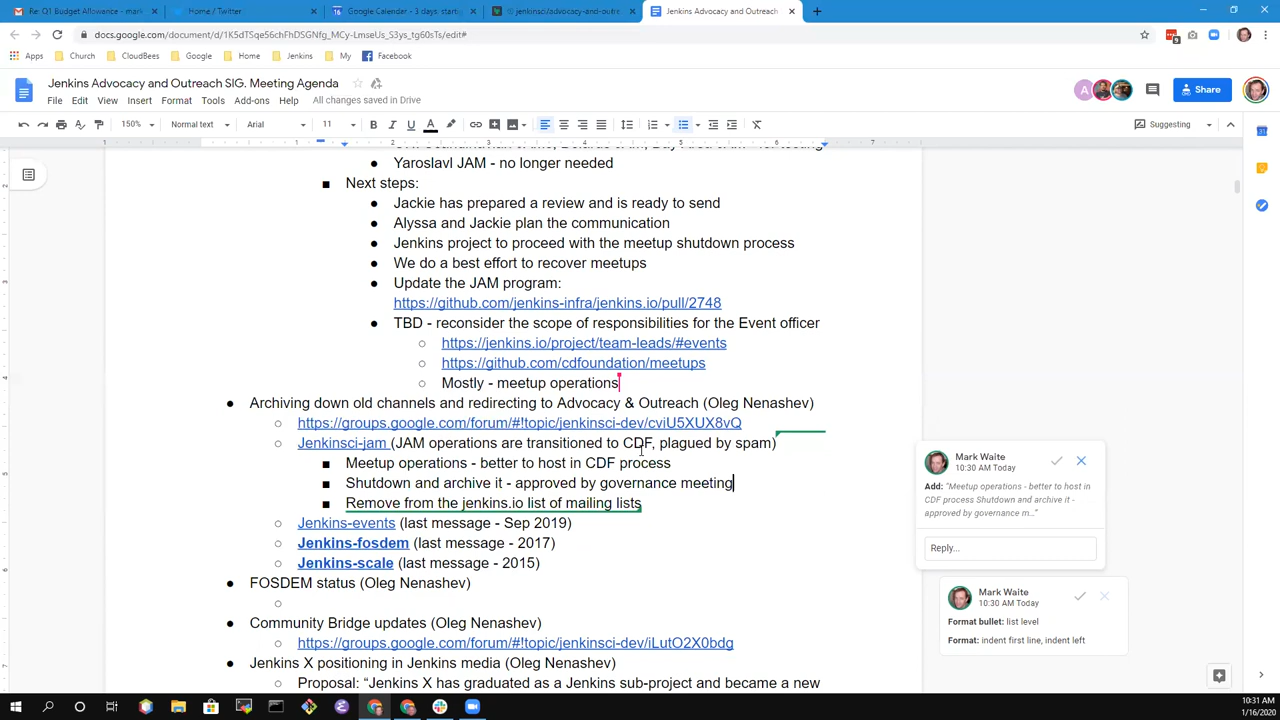 Re: Q1 Budget Allowance - mar
Home / Twitter
Google Calendar - 3 days, startin
jenkinsci/advocacy-and-outre
Jenkins Advocacy and Outreach
docs.google.com/document/d/1K5dTSqe56chFhDSGNfg_MCy-LmseUs_S3ys_tg60sTs/edit#
Apps
Church
CloudBees
Google
Home
Jenkins
My
Facebook
Jenkins Advocacy and Outreach SIG. Meeting Agenda
File Edit View Insert Format Tools Add-ons Help All changes saved in Drive
Share
150% Normal text Arial 11 Suggesting
Yaroslavl JAM - no longer needed
Next steps:
Jackie has prepared a review and is ready to send
Alyssa and Jackie plan the communication
Jenkins project to proceed with the meetup shutdown process
We do a best effort to recover meetups
Update the JAM program:
https://github.com/jenkins-infra/jenkins.io/pull/2748
TBD - reconsider the scope of responsibilities for the Event officer
https://jenkins.io/project/team-leads/#events
https://github.com/cdfoundation/meetups
Mostly - meetup operations
Archiving down old channels and redirecting to Advocacy & Outreach (Oleg Nenashev)
https://groups.google.com/forum/#!topic/jenkinsci-dev/cviU5XUX8vQ
Jenkinsci-jam (JAM operations are transitioned to CDF, plagued by spam)
Meetup operations - better to host in CDF process
Shutdown and archive it - approved by governance meeting
Remove from the jenkins.io list of mailing lists
Jenkins-events (last message - Sep 2019)
Jenkins-fosdem (last message - 2017)
Jenkins-scale (last message - 2015)
FOSDEM status (Oleg Nenashev)
Community Bridge updates (Oleg Nenashev)
https://groups.google.com/forum/#!topic/jenkinsci-dev/iLutO2X0bdg
Jenkins X positioning in Jenkins media (Oleg Nenashev)
Proposal: “Jenkins X has graduated as a Jenkins sub-project and became a new
Mark Waite
10:30 AM Today
Add: “Meetup operations - better to host in
CDF process Shutdown and archive it -
approved by governance m...”
Reply...
Mark Waite
10:30 AM Today
Format bullet: list level
Format: indent first line, indent left
10:31 AM
1/16/2020